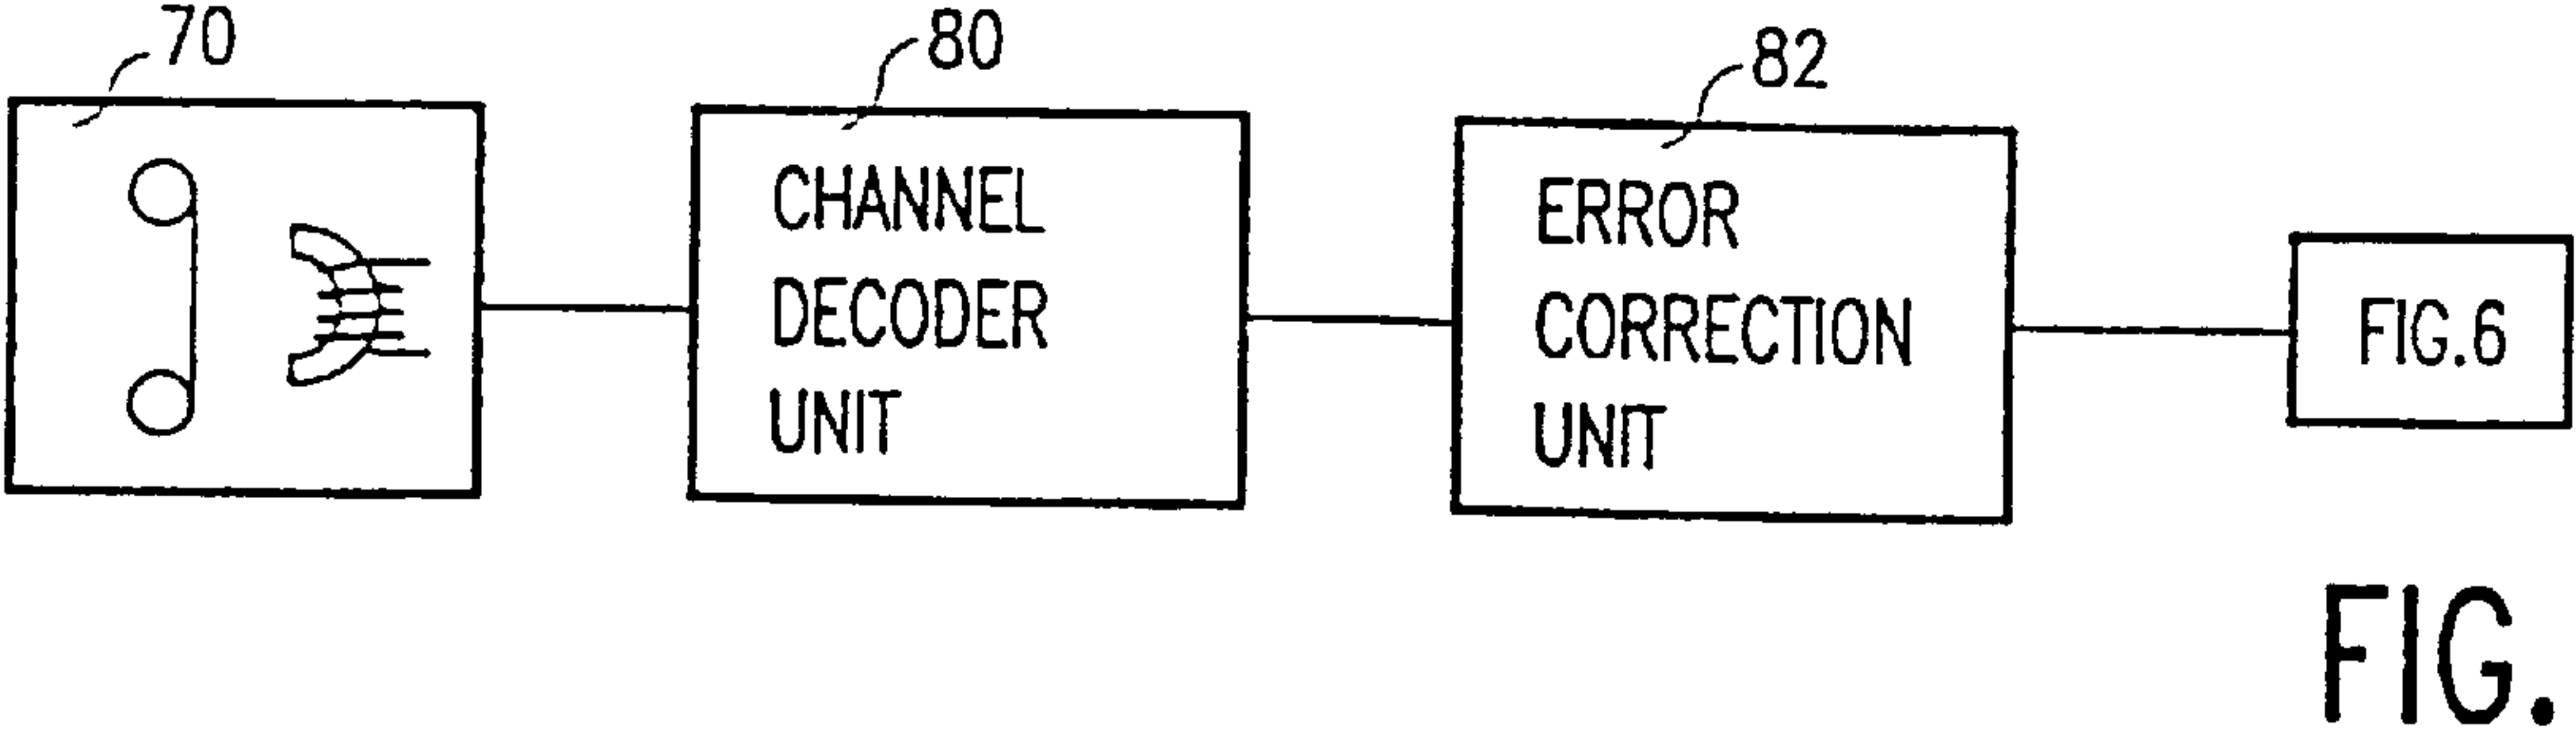 70
80
82
CHANNEL
DECODER
UNIT
ERROR
CORRECTION
UNIT
FIG.6
FIG.